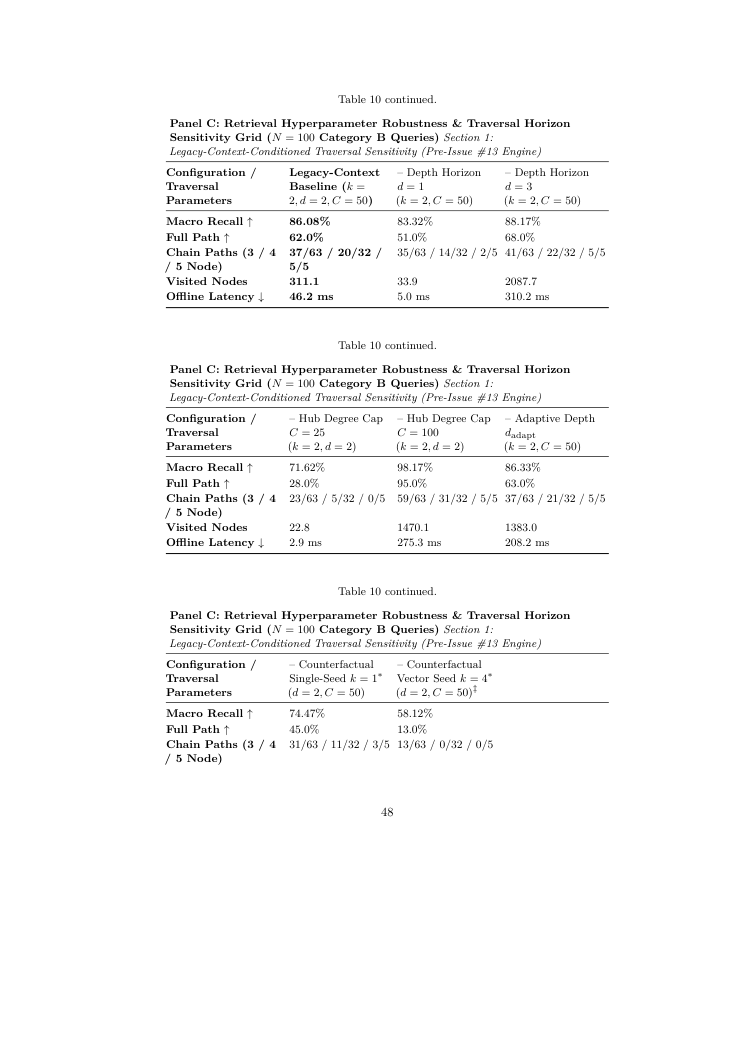 Table 10 continued.
Panel C: Retrieval Hyperparameter Robustness & Traversal Horizon
Sensitivity Grid (N = 100 Category B Queries) Section 1:
Legacy-Context-Conditioned Traversal Sensitivity (Pre-Issue #13 Engine)
Configuration / Legacy-Context – Depth Horizon – Depth Horizon
Traversal Baseline (k = d = 1 d = 3
Parameters 2, d = 2, C = 50) (k = 2, C = 50) (k = 2, C = 50)
Macro Recall ↑ 86.08% 83.32% 88.17%
Full Path ↑ 62.0% 51.0% 68.0%
Chain Paths (3 / 4 37/63 / 20/32 / 35/63 / 14/32 / 2/5 41/63 / 22/32 / 5/5
/ 5 Node) 5/5
Visited Nodes 311.1 33.9 2087.7
Offline Latency ↓ 46.2 ms 5.0 ms 310.2 ms
Table 10 continued.
Panel C: Retrieval Hyperparameter Robustness & Traversal Horizon
Sensitivity Grid (N = 100 Category B Queries) Section 1:
Legacy-Context-Conditioned Traversal Sensitivity (Pre-Issue #13 Engine)
Configuration / – Hub Degree Cap – Hub Degree Cap – Adaptive Depth
Traversal C = 25 C = 100 d_adapt
Parameters (k = 2, d = 2) (k = 2, d = 2) (k = 2, C = 50)
Macro Recall ↑ 71.62% 98.17% 86.33%
Full Path ↑ 28.0% 95.0% 63.0%
Chain Paths (3 / 4 23/63 / 5/32 / 0/5 59/63 / 31/32 / 5/5 37/63 / 21/32 / 5/5
/ 5 Node)
Visited Nodes 22.8 1470.1 1383.0
Offline Latency ↓ 2.9 ms 275.3 ms 208.2 ms
Table 10 continued.
Panel C: Retrieval Hyperparameter Robustness & Traversal Horizon
Sensitivity Grid (N = 100 Category B Queries) Section 1:
Legacy-Context-Conditioned Traversal Sensitivity (Pre-Issue #13 Engine)
Configuration / – Counterfactual – Counterfactual
Traversal Single-Seed k = 1* Vector Seed k = 4*
Parameters (d = 2, C = 50) (d = 2, C = 50)‡
Macro Recall ↑ 74.47% 58.12%
Full Path ↑ 45.0% 13.0%
Chain Paths (3 / 4 31/63 / 11/32 / 3/5 13/63 / 0/32 / 0/5
/ 5 Node)
48